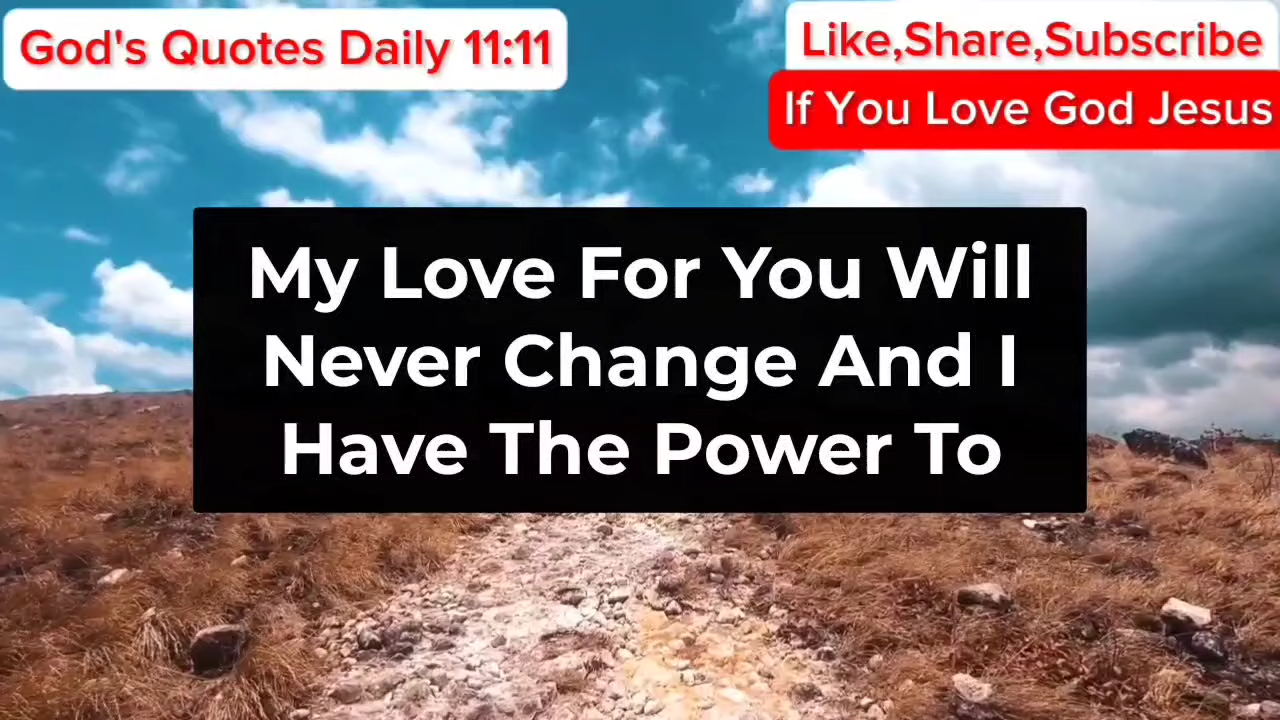 God's Quotes Daily 11:11
Like,Share,Subscribe
If You Love God Jesus
My Love For You Will
Never Change And I
Have The Power To